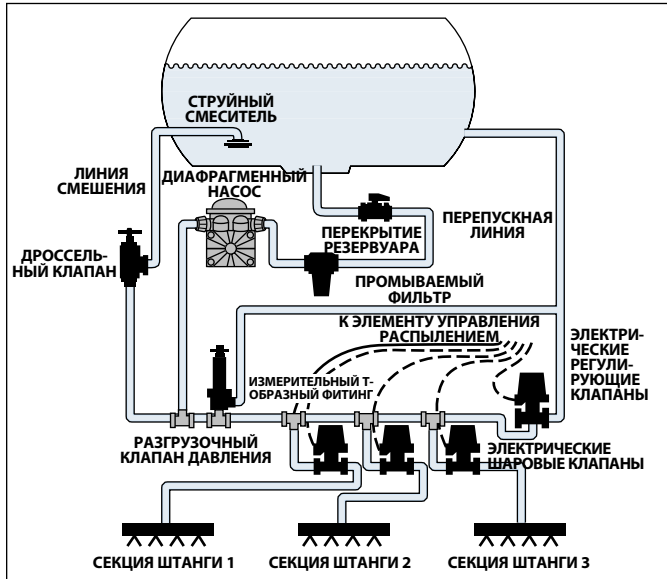 СТРУЙНЫЙ
СМЕСИТЕЛЬ
ЛИНИЯ
СМЕШЕНИЯ
ДИАФРАГМЕННЫЙ
НАСОС
ПЕРЕКРЫТИЕ
РЕЗЕРВУАРА
ПЕРЕПУСКНАЯ
ЛИНИЯ
ДРОССЕЛЬ-
НЫЙ КЛАПАН
ПРОМЫВАЕМЫЙ
ФИЛЬТР
К ЭЛЕМЕНТУ УПРАВЛЕНИЯ
РАСПЫЛЕНИЕМ
ЭЛЕКТРИ-
ЧЕСКИЕ
РЕГУЛИ-
РУЮЩИЕ
КЛАПАНЫ
ИЗМЕРИТЕЛЬНЫЙ Т-
ОБРАЗНЫЙ ФИТИНГ
РАЗГРУЗОЧНЫЙ
КЛАПАН ДАВЛЕНИЯ
ЭЛЕКТРИЧЕСКИЕ
ШАРОВЫЕ КЛАПАНЫ
СЕКЦИЯ ШТАНГИ 1
СЕКЦИЯ ШТАНГИ 2
СЕКЦИЯ ШТАНГИ 3